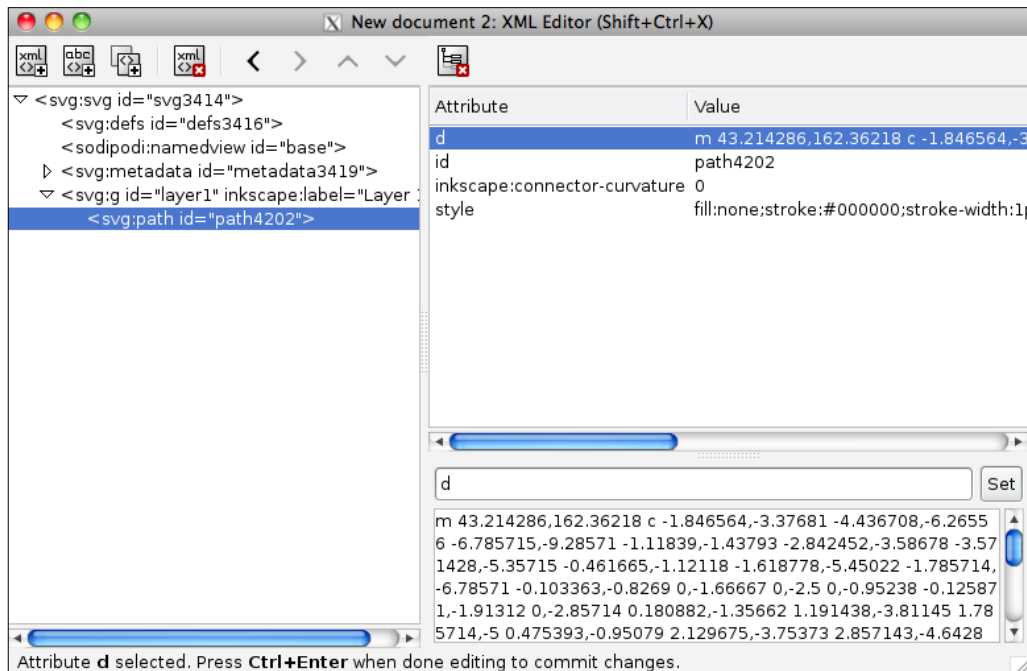 New document 2: XML Editor (Shift+Ctrl+X)
xml abc xml
<svg:svg id="svg3414">
<svg:defs id="defs3416">
<sodipodi:namedview id="base">
<svg:metadata id="metadata3419">
<svg:g id="layer1" inkscape:label="Layer
<svg:path id="path4202">
Attribute Value
d m 43.214286,162.36218 c -1.846564,-3
id path4202
inkscape:connector-curvature 0
style fill:none;stroke:#000000;stroke-width:1p
d
Set
m 43.214286,162.36218 c -1.846564,-3.37681 -4.436708,-6.2655
6 -6.785715,-9.28571 -1.11839,-1.43793 -2.842452,-3.58678 -3.57
1428,-5.35715 -0.461665,-1.12118 -1.618778,-5.45022 -1.785714,
-6.78571 -0.103363,-0.8269 0,-1.66667 0,-2.5 0,-0.95238 -0.12587
1,-1.91312 0,-2.85714 0.180882,-1.35662 1.191438,-3.81145 1.78
5714,-5 0.475393,-0.95079 2.129675,-3.75373 2.857143,-4.6428
Attribute d selected. Press Ctrl+Enter when done editing to commit changes.